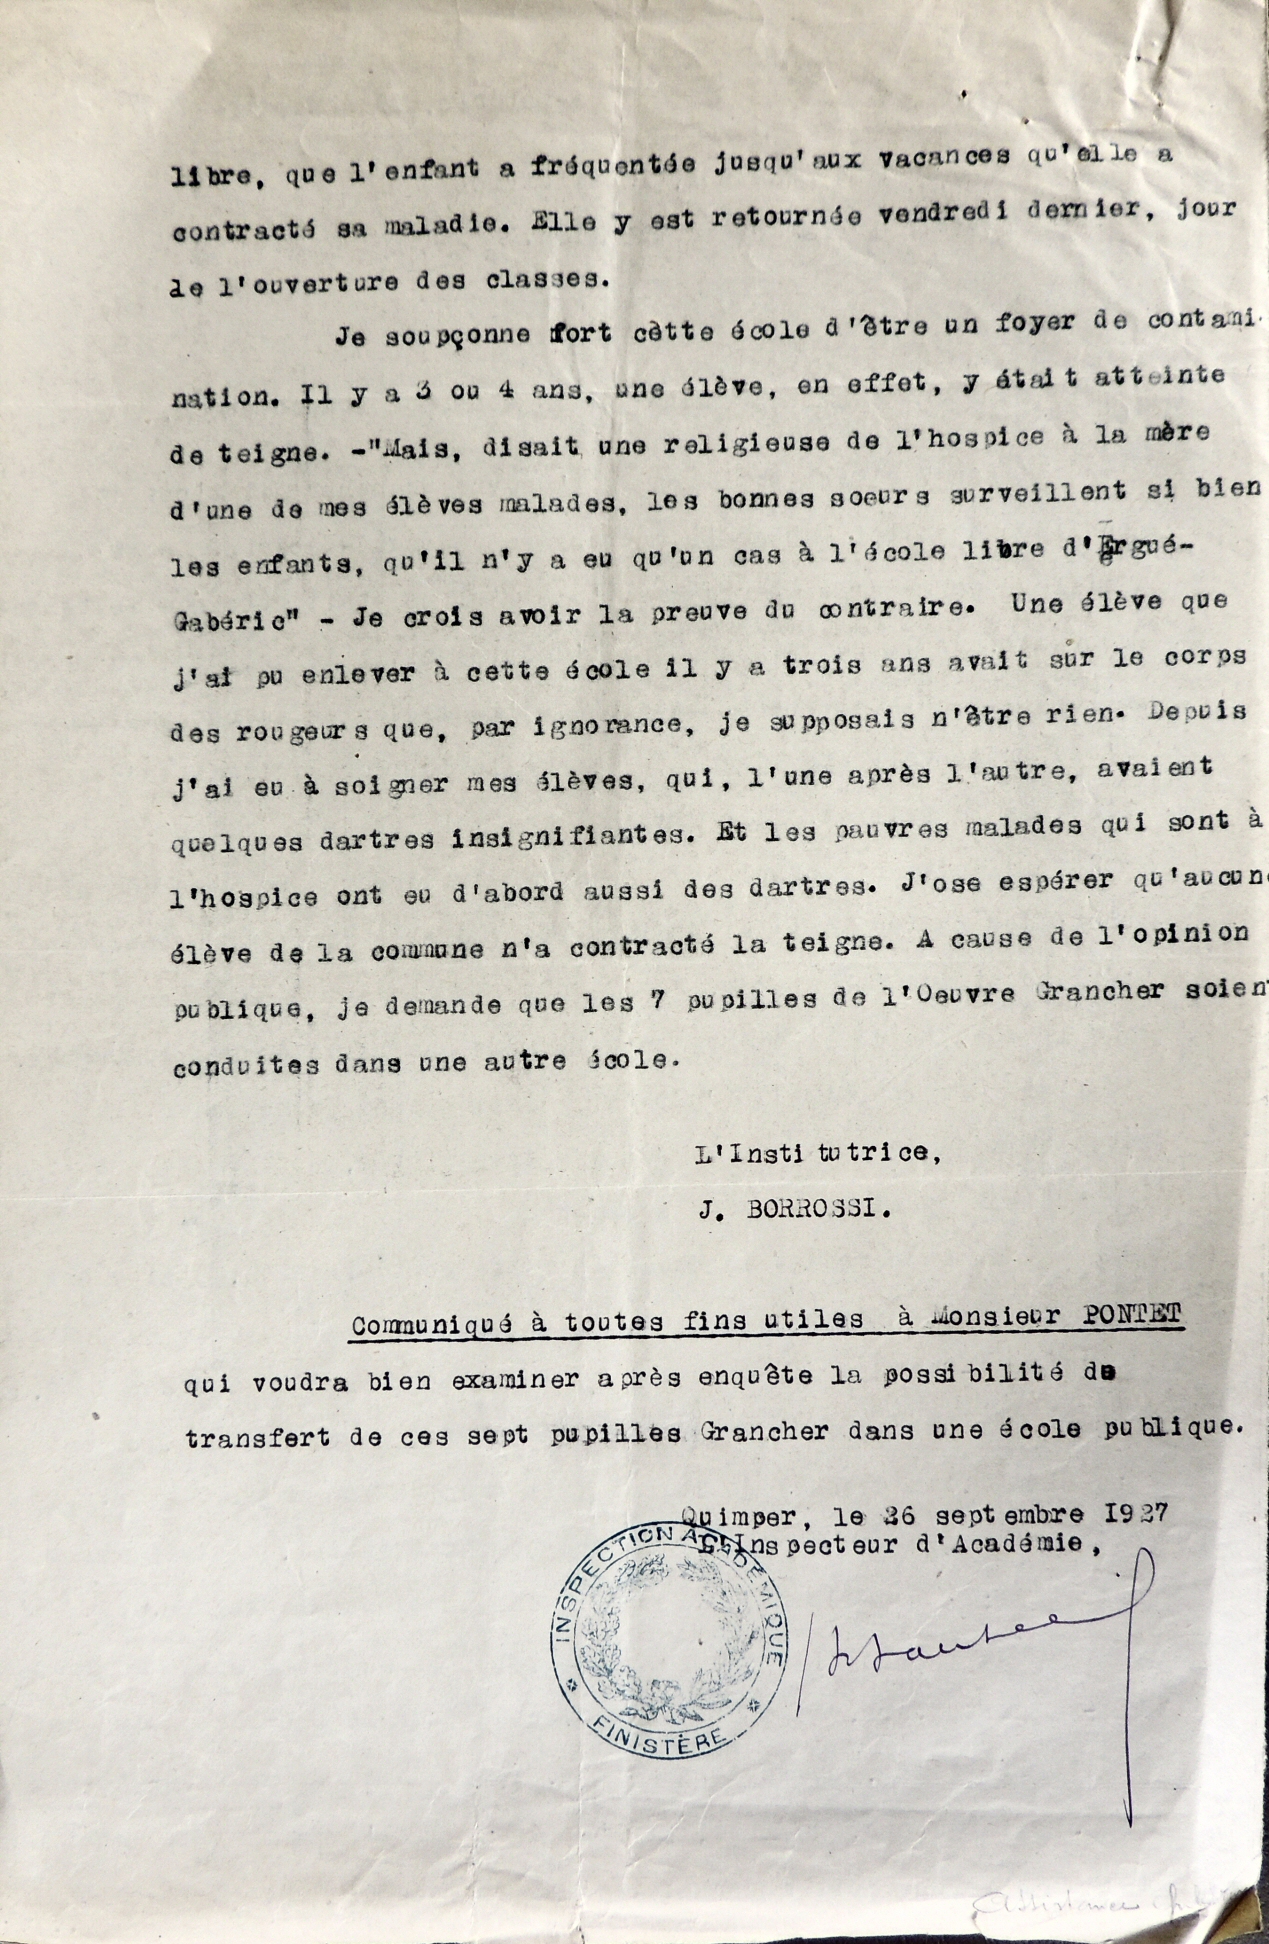 libre, que l'enfant a fréquentée jusqu'aux vacances qu'elle a
contracté sa maladie. Elle y est retournée vendredi dernier, jour
de l'ouverture des classes.
Je soupçonne fort cètte école d'être un foyer de contami-
nation. Il y a 3 ou 4 ans, une élève, en effet, y était atteinte
de teigne. -"Mais, disait une religieuse de l'hospice à la mère
d'une de mes élèves malades, les bonnes soeurs surveillent si bien
les enfants, qu'il n'y a eu qu'un cas à l'école libre d'Ergué-
Gabéric" - Je crois avoir la preuve du contraire. Une élève que
j'ai pu enlever à cette école il y a trois ans avait sur le corps
des rougeurs que, par ignorance, je supposais n'être rien. Depuis
j'ai eu à soigner mes élèves, qui, l'une après l'autre, avaient
quelques dartres insignifiantes. Et les pauvres malades qui sont à
l'hospice ont eu d'abord aussi des dartres. J'ose espérer qu'aucune
élève de la commune n'a contracté la teigne. A cause de l'opinion
publique, je demande que les 7 pupilles de l'Oeuvre Grancher soient
conduites dans une autre école.
L'Institutrice,
J. BORROSSI.
Communiqué à toutes fins utiles à Monsieur PONTET
qui voudra bien examiner après enquête la possibilité de
transfert de ces sept pupilles Grancher dans une école publique.
Quimper, le 26 septembre 1927
L'Inspecteur d'Académie,
INSPECTION ACADÉMIQUE
FINISTÈRE
Assistance